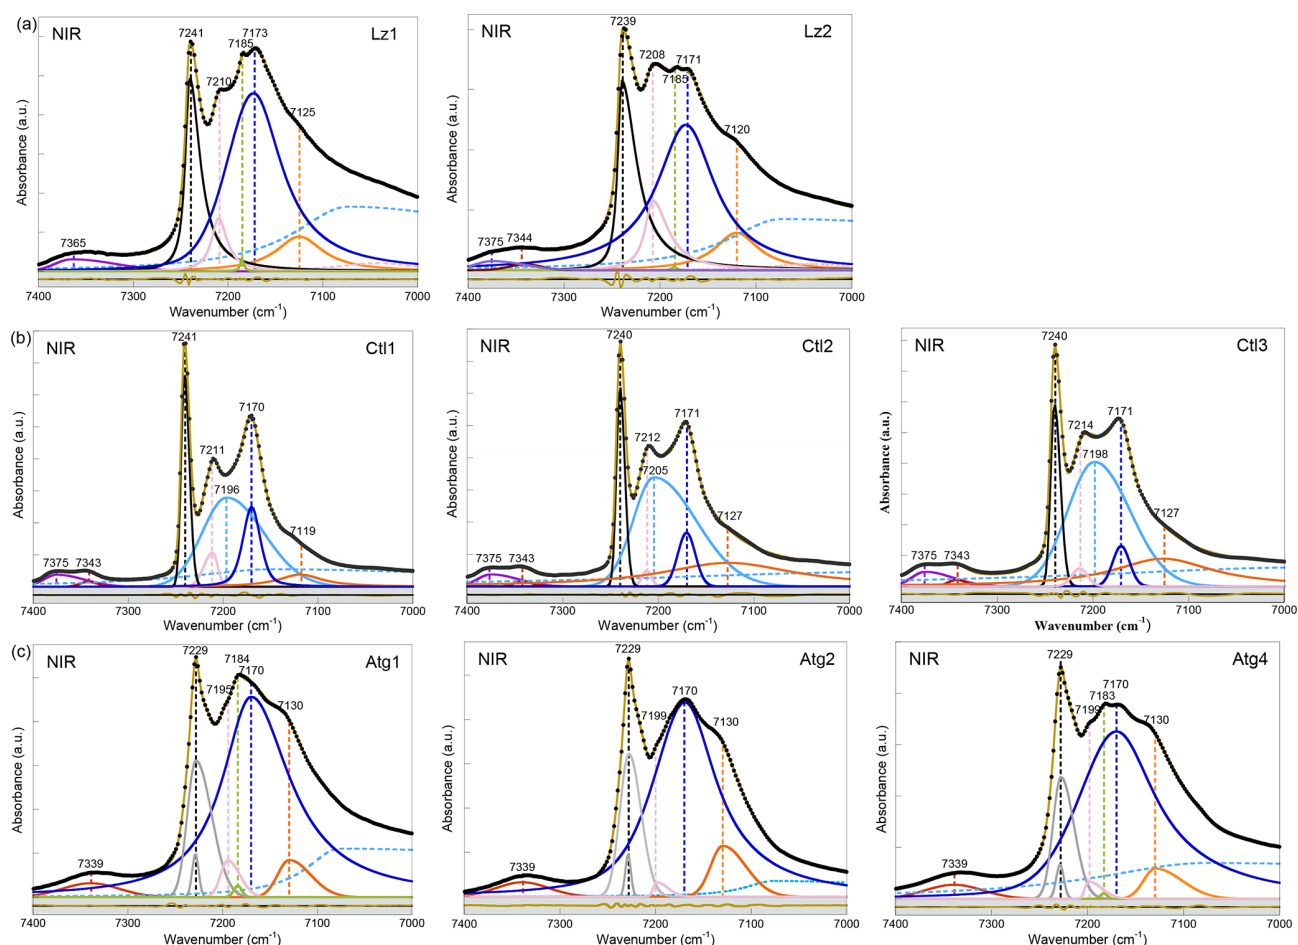 (a)
NIR
Lz1
7241
7185
7173
7210
7125
7365
Absorbance (a.u.)
7400 7300 7200 7100 7000
Wavenumber (cm-1)
NIR
Lz2
7239
7208
7171
7185
7120
7375
7344
Absorbance (a.u.)
7400 7300 7200 7100 7000
Wavenumber (cm-1)
(b)
NIR
Ctl1
7241
7170
7211
7196
7119
7375 7343
Absorbance (a.u.)
7400 7300 7200 7100 7000
Wavenumber (cm-1)
NIR
Ctl2
7240
7171
7212
7205
7127
7375 7343
Absorbance (a.u.)
7400 7300 7200 7100 7000
Wavenumber (cm-1)
NIR
Ctl3
7240
7171
7214
7198
7127
7375 7343
Absorbance (a.u.)
7400 7300 7200 7100 7000
Wavenumber (cm-1)
(c)
NIR
Atg1
7229
7184
7170
7195
7130
7339
Absorbance (a.u.)
7400 7300 7200 7100 7000
Wavenumber (cm-1)
NIR
Atg2
7229
7170
7199
7130
7339
Absorbance (a.u.)
7400 7300 7200 7100 7000
Wavenumber (cm-1)
NIR
Atg4
7229
7170
7183
7199
7130
7339
Absorbance (a.u.)
7400 7300 7200 7100 7000
Wavenumber (cm-1)